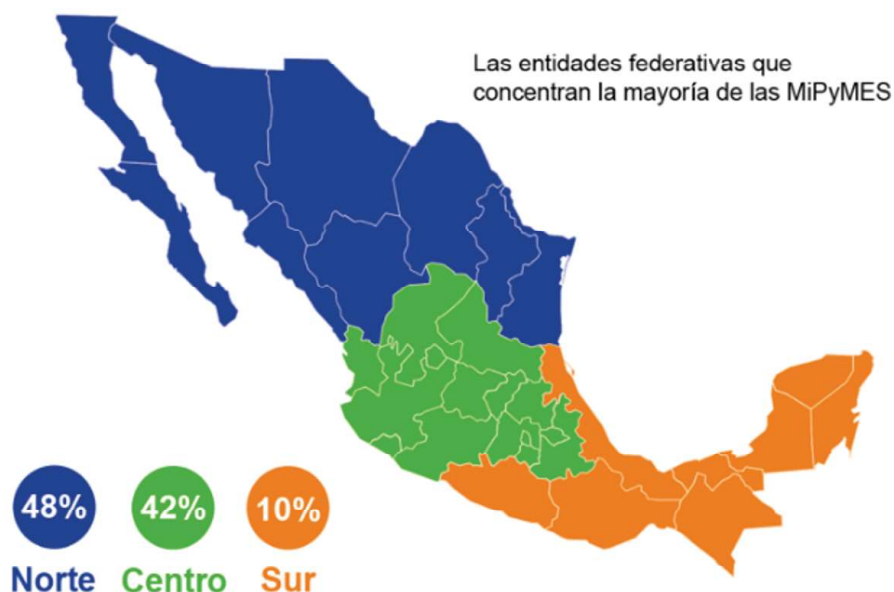 Las entidades federativas que
concentran la mayoría de las MiPyMES
48% 42% 10%
Norte Centro Sur